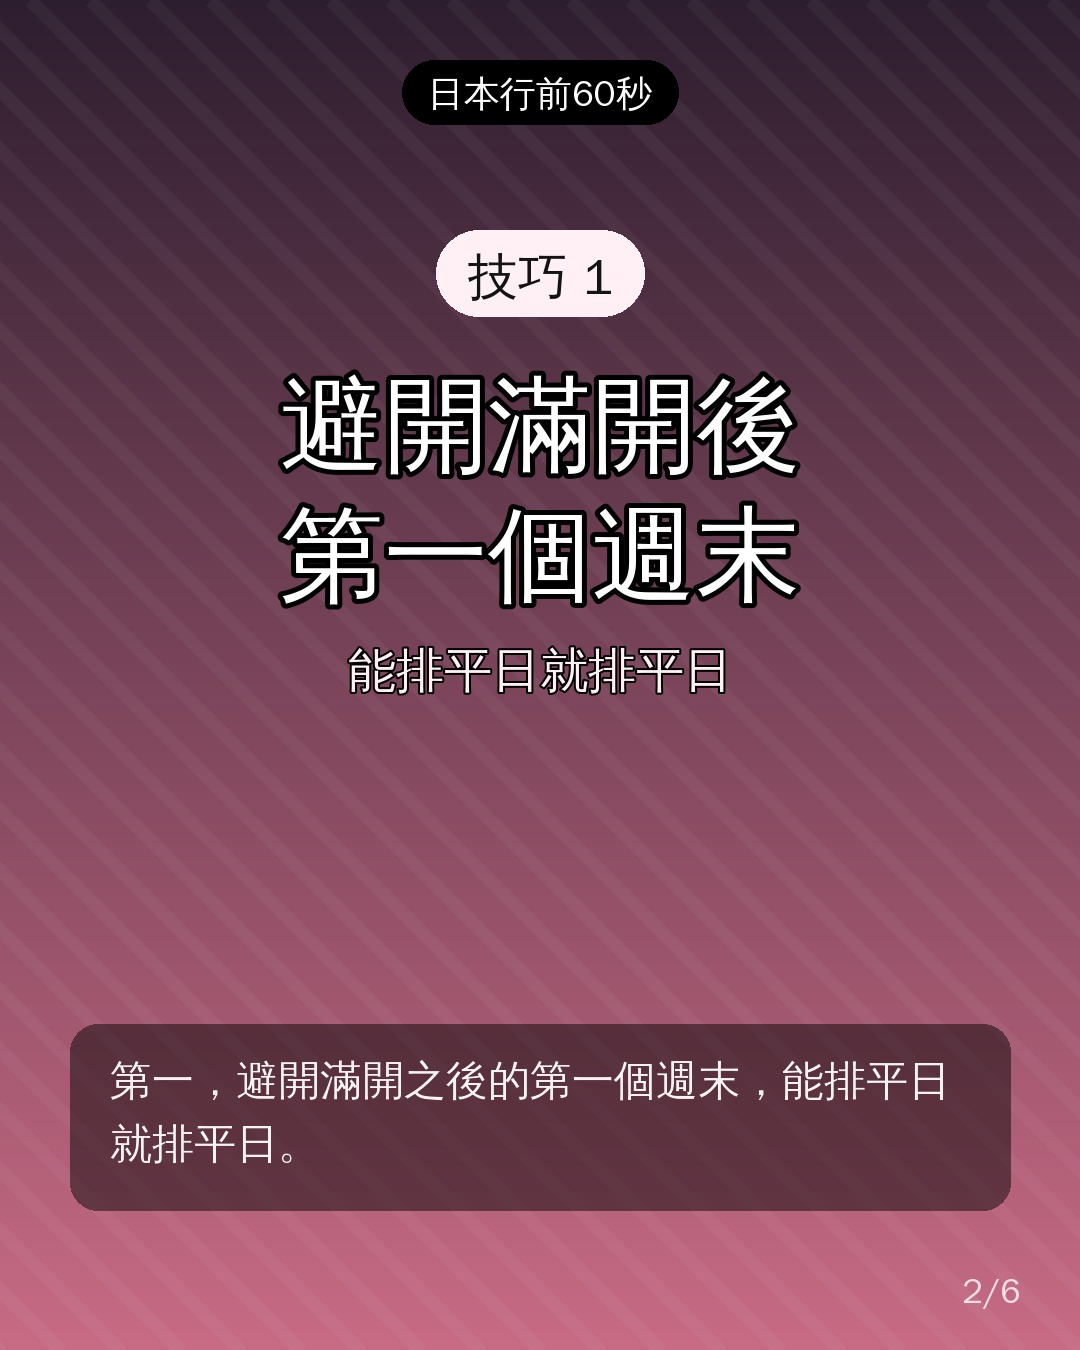 日本行前60秒
技巧 1
避開滿開後
第一個週末
能排平日就排平日
第一，避開滿開之後的第一個週末，能排平日
就排平日。
2/6